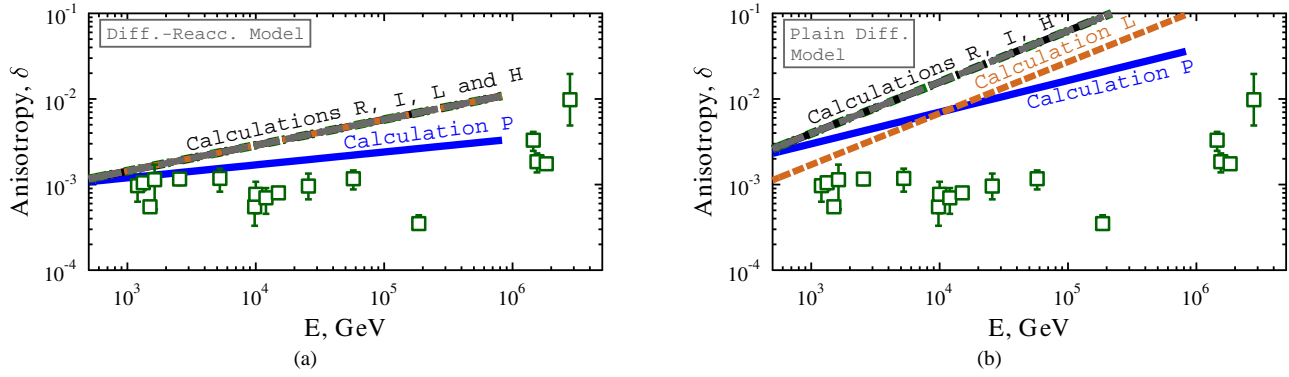 Diff.-Reacc. Model
Calculations R, I, L and H
Calculation P
Anisotropy, δ
10^-1
10^-2
10^-3
10^-4
10^3
10^4
10^5
10^6
E, GeV
(a)
Plain Diff.
Model
Calculations R, I, H
Calculation L
Calculation P
Anisotropy, δ
10^-1
10^-2
10^-3
10^-4
10^3
10^4
10^5
10^6
E, GeV
(b)